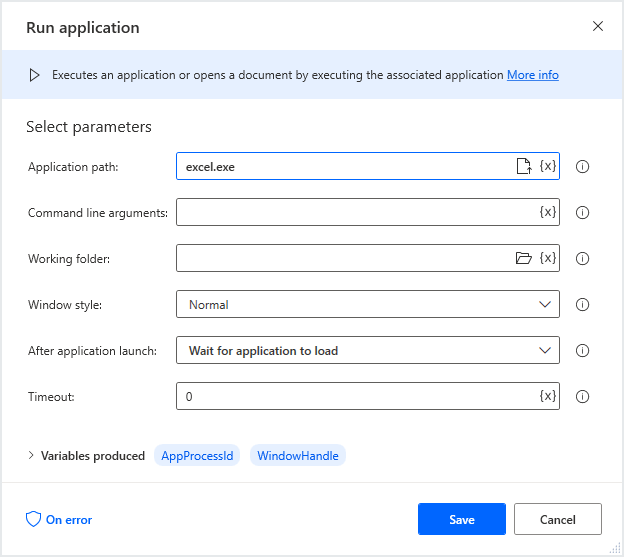 Run application
Executes an application or opens a document by executing the associated application More info
Select parameters
Application path: excel.exe {x}
Command line arguments: {x}
Working folder: {x}
Window style: Normal
After application launch: Wait for application to load
Timeout: 0 {x}
Variables produced AppProcessId WindowHandle
On error Save Cancel